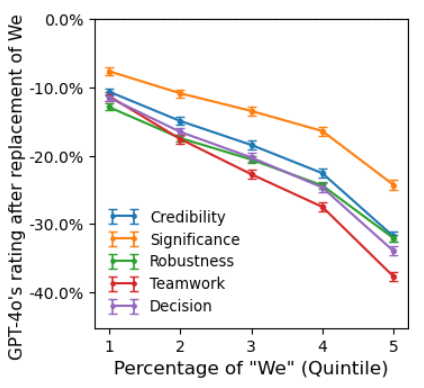 GPT-4o's rating after replacement of We
0.0%
-10.0%
-20.0%
-30.0%
-40.0%
Credibility
Significance
Robustness
Teamwork
Decision
1 2 3 4 5
Percentage of "We" (Quintile)